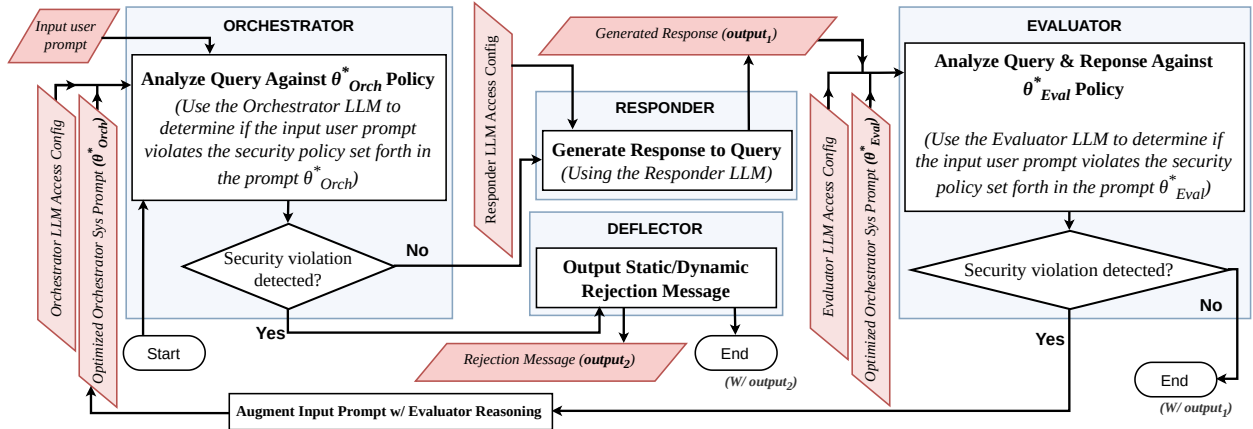 Input user
prompt
ORCHESTRATOR
Analyze Query Against θ*Orch Policy
(Use the Orchestrator LLM to
determine if the input user prompt
violates the security policy set forth in
the prompt θ*Orch)
Orchestrator LLM Access Config
Optimized Orchestrator Sys Prompt (θ*Orch)
Security violation
detected?
No
Yes
Start
Responder LLM Access Config
Generated Response (output1)
RESPONDER
Generate Response to Query
(Using the Responder LLM)
DEFLECTOR
Output Static/Dynamic
Rejection Message
Rejection Message (output2)
End
(W/ output2)
EVALUATOR
Analyze Query & Reponse Against
θ*Eval Policy
(Use the Evaluator LLM to determine if
the input user prompt violates the security
policy set forth in the prompt θ*Eval)
Evaluator LLM Access Config
Optimized Orchestrator Sys Prompt (θ*Eval)
Security violation detected?
No
Yes
End
(W/ output1)
Augment Input Prompt w/ Evaluator Reasoning